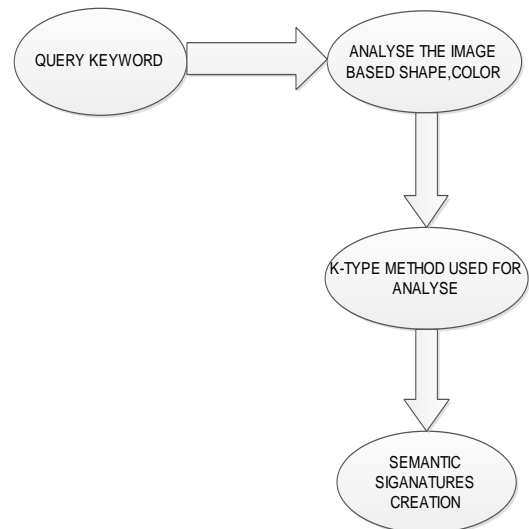 QUERY KEYWORD
ANALYSE THE IMAGE
BASED SHAPE,COLOR
K-TYPE METHOD USED FOR
ANALYSE
SEMANTIC
SIGANATURES
CREATION